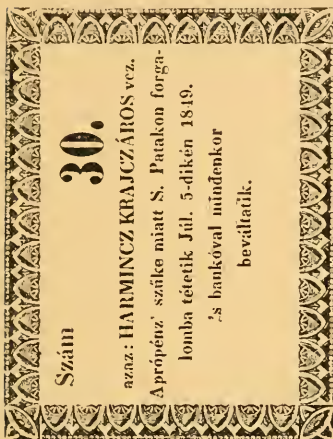 Szám 30.
azaz: HARMINCZ KRAJCZÁROS vcz.
Aprópénz' szüke miatt S. Patakon forga-
lomba tétetik Júl. 5-dikén 1849.
's bankóval mindenkor
beváltatik.